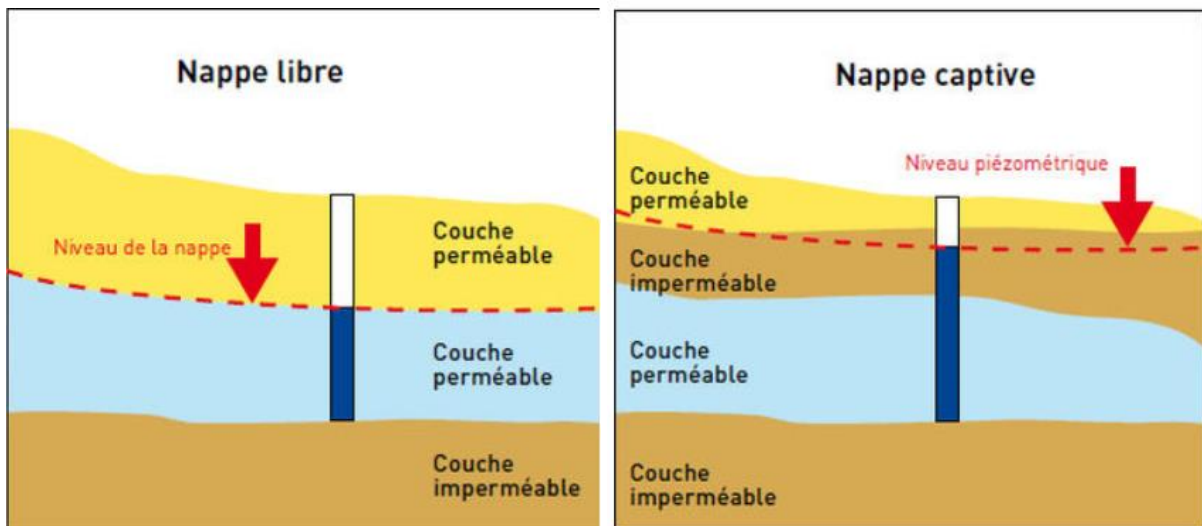 Nappe libre
Niveau de la nappe
Couche
perméable
Couche
perméable
Couche
imperméable
Nappe captive
Niveau piézométrique
Couche
perméable
Couche
imperméable
Couche
perméable
Couche
imperméable